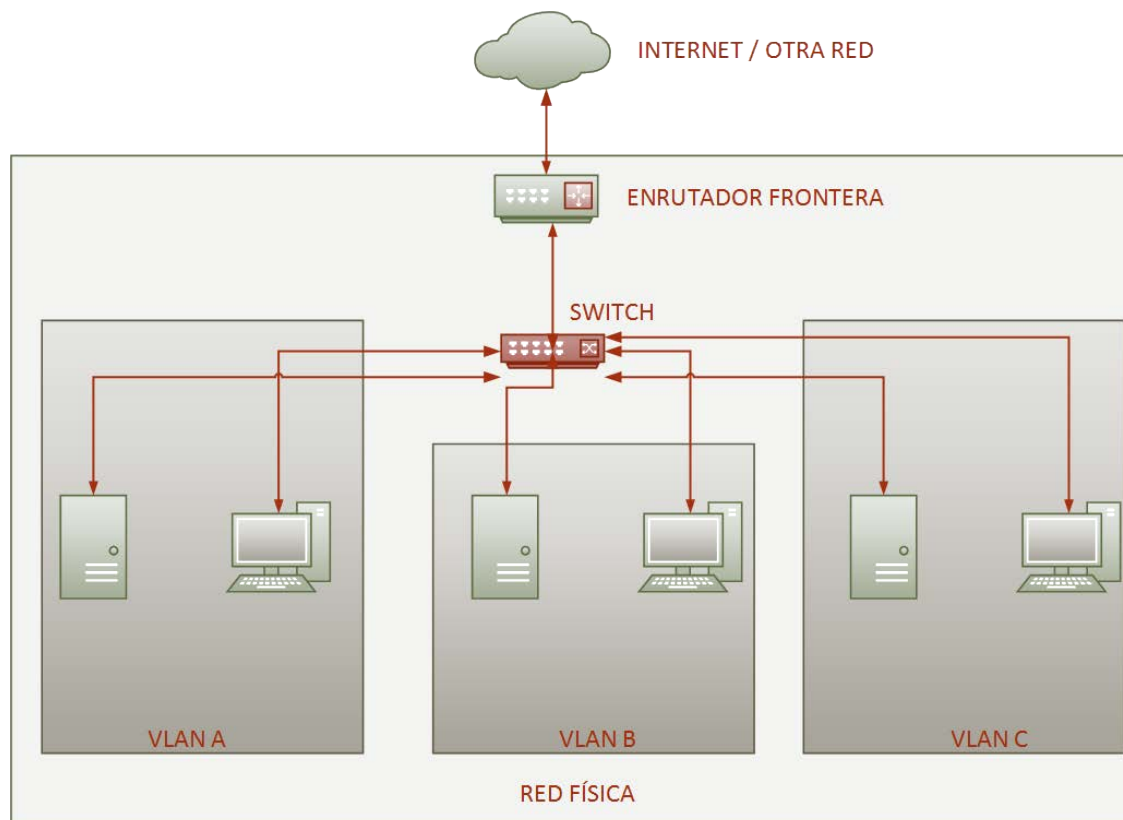 INTERNET / OTRA RED
ENRUTADOR FRONTERA
SWITCH
VLAN A
VLAN B
VLAN C
RED FÍSICA